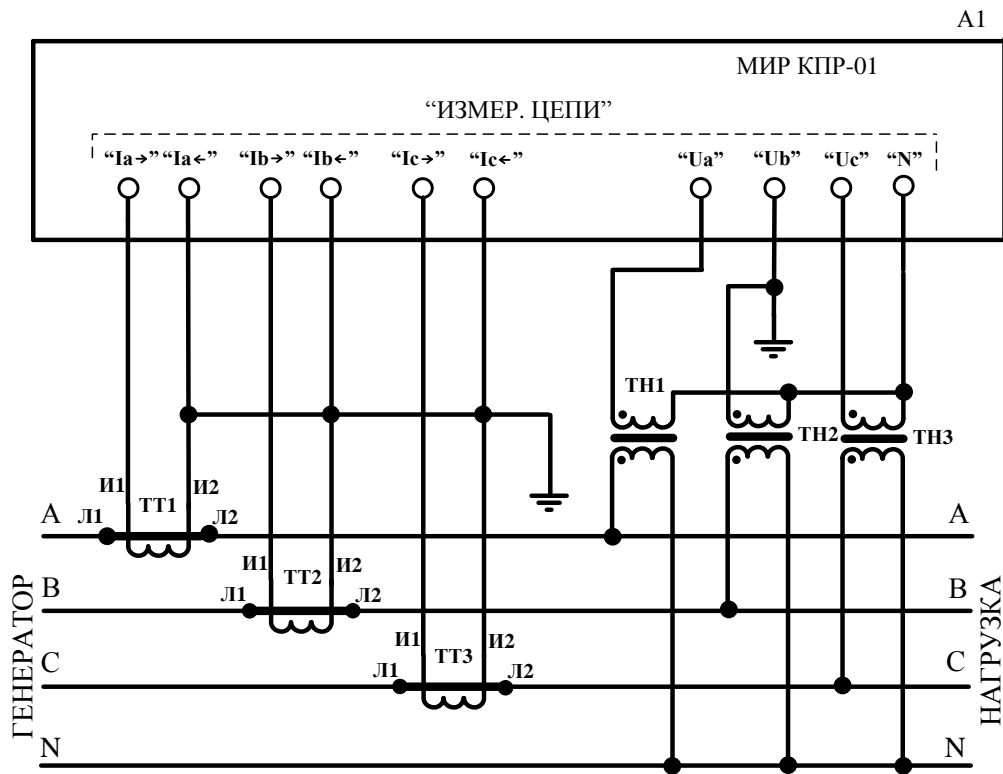 A1
МИР КПР-01
“ИЗМЕР. ЦЕПИ”
“Ia→” “Ia←” “Ib→” “Ib←” “Ic→” “Ic←” “Ua” “Ub” “Uc” “N”
ТН1
ТН2 ТН3
И1 ТТ1 И2
A Л1 Л2 A
И1 ТТ2 И2
B Л1 Л2 B
И1 ТТ3 И2
C Л1 Л2 C
N N
ГЕНЕРАТОР
НАГРУЗКА